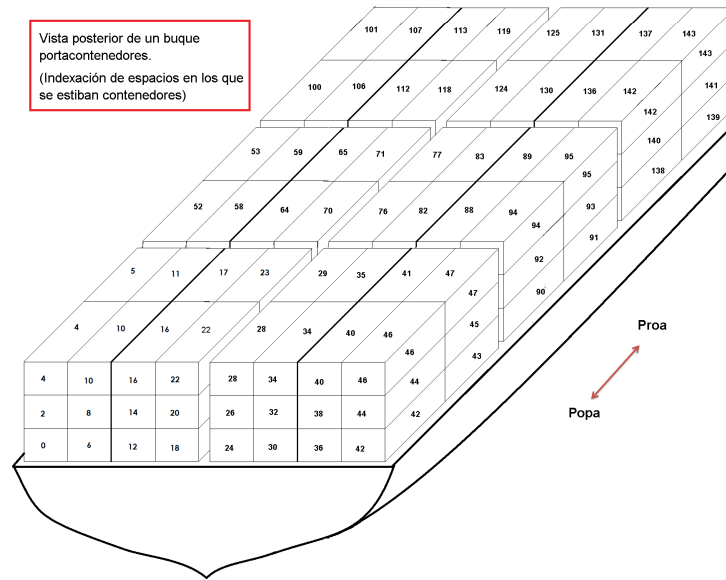 Vista posterior de un buque
portacontenedores.
(Indexación de espacios en los que
se estiban contenedores)
101 107 113 119 125 131 137 143
143
141
139
100 106 112 118 124 130 136 142
142
140
138
53 59 65 71 77 83 89 95
95
93
91
52 58 64 70 76 82 88 94
94
92
90
5 11 17 23 29 35 41 47
47
45
43
4 10 16 22 28 34 40 46
46
44
42
4 10 16 22 28 34 40 46
2 8 14 20 26 32 38 44
0 6 12 18 24 30 36 42
Proa
Popa